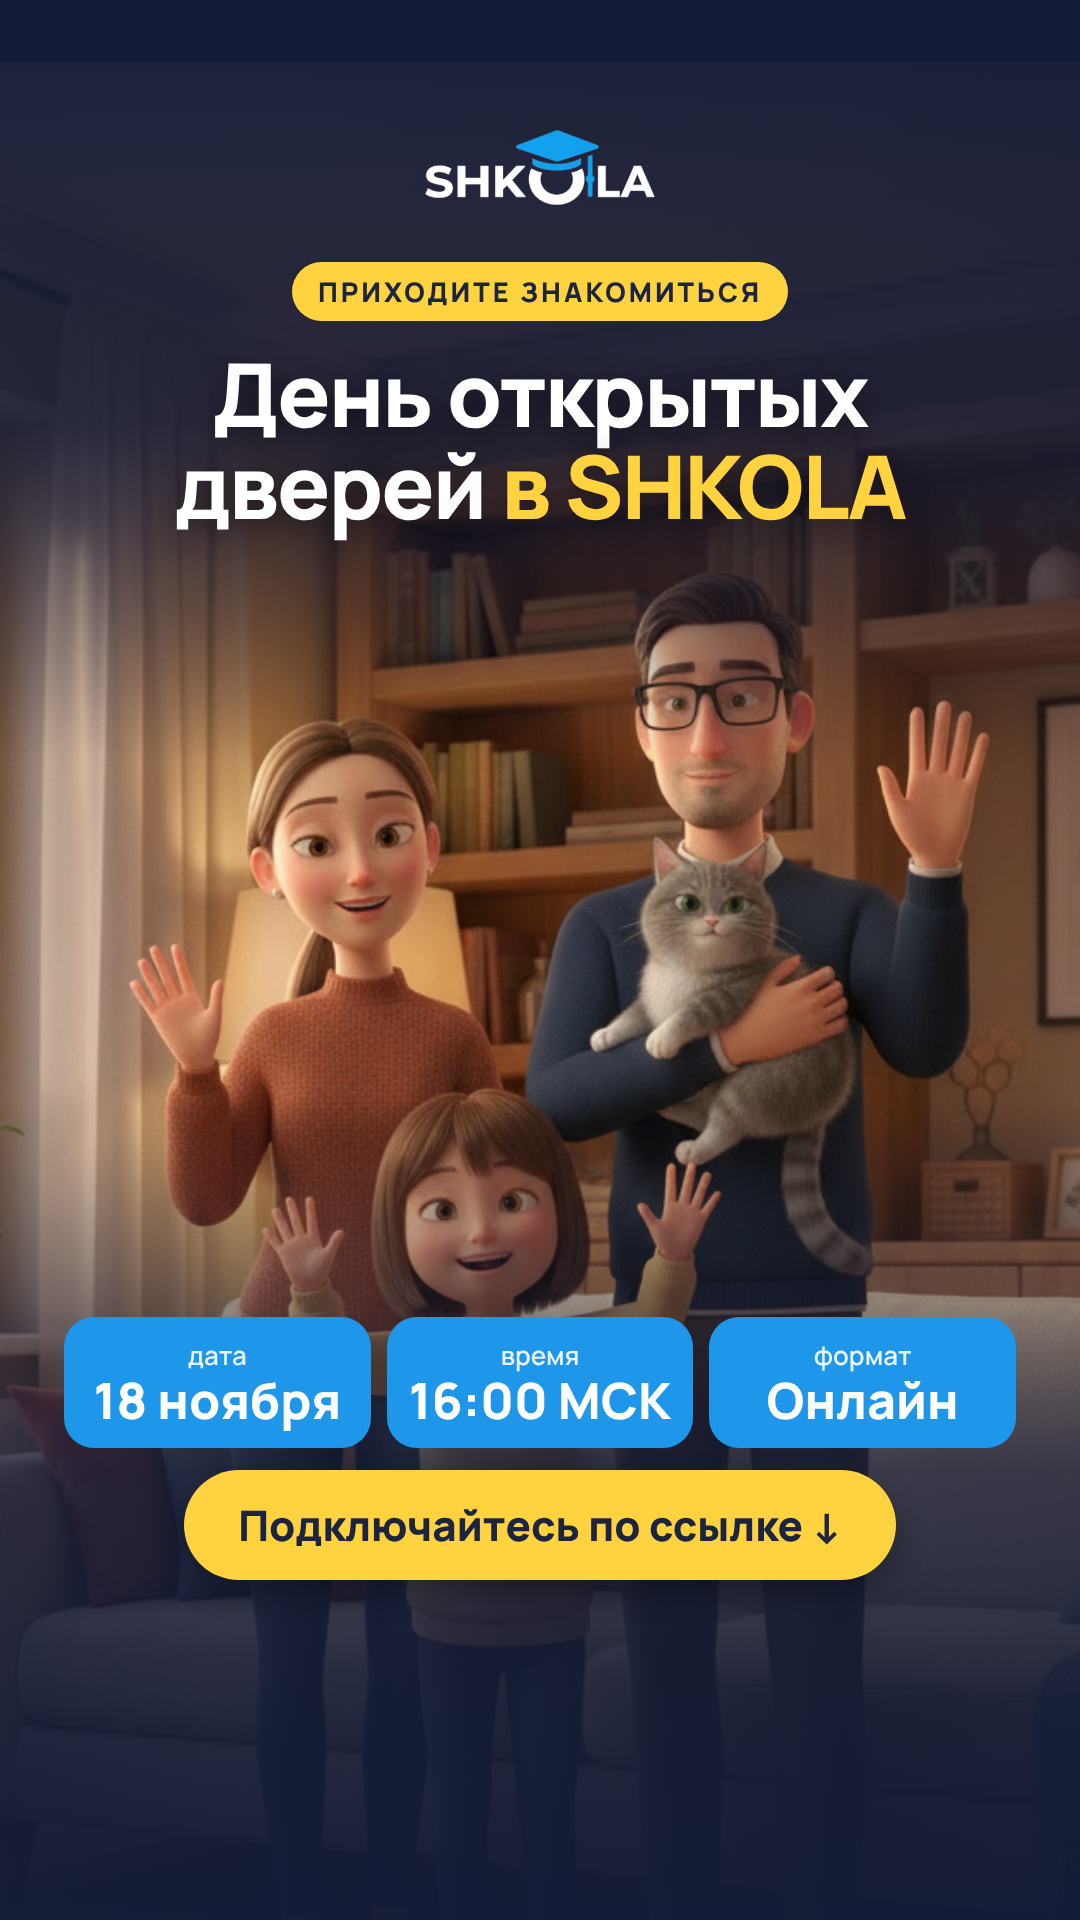 SHKOLA
ПРИХОДИТЕ ЗНАКОМИТЬСЯ
День открытых
дверей в SHKOLA
дата
18 ноября
время
16:00 МСК
формат
Онлайн
Подключайтесь по ссылке ↓